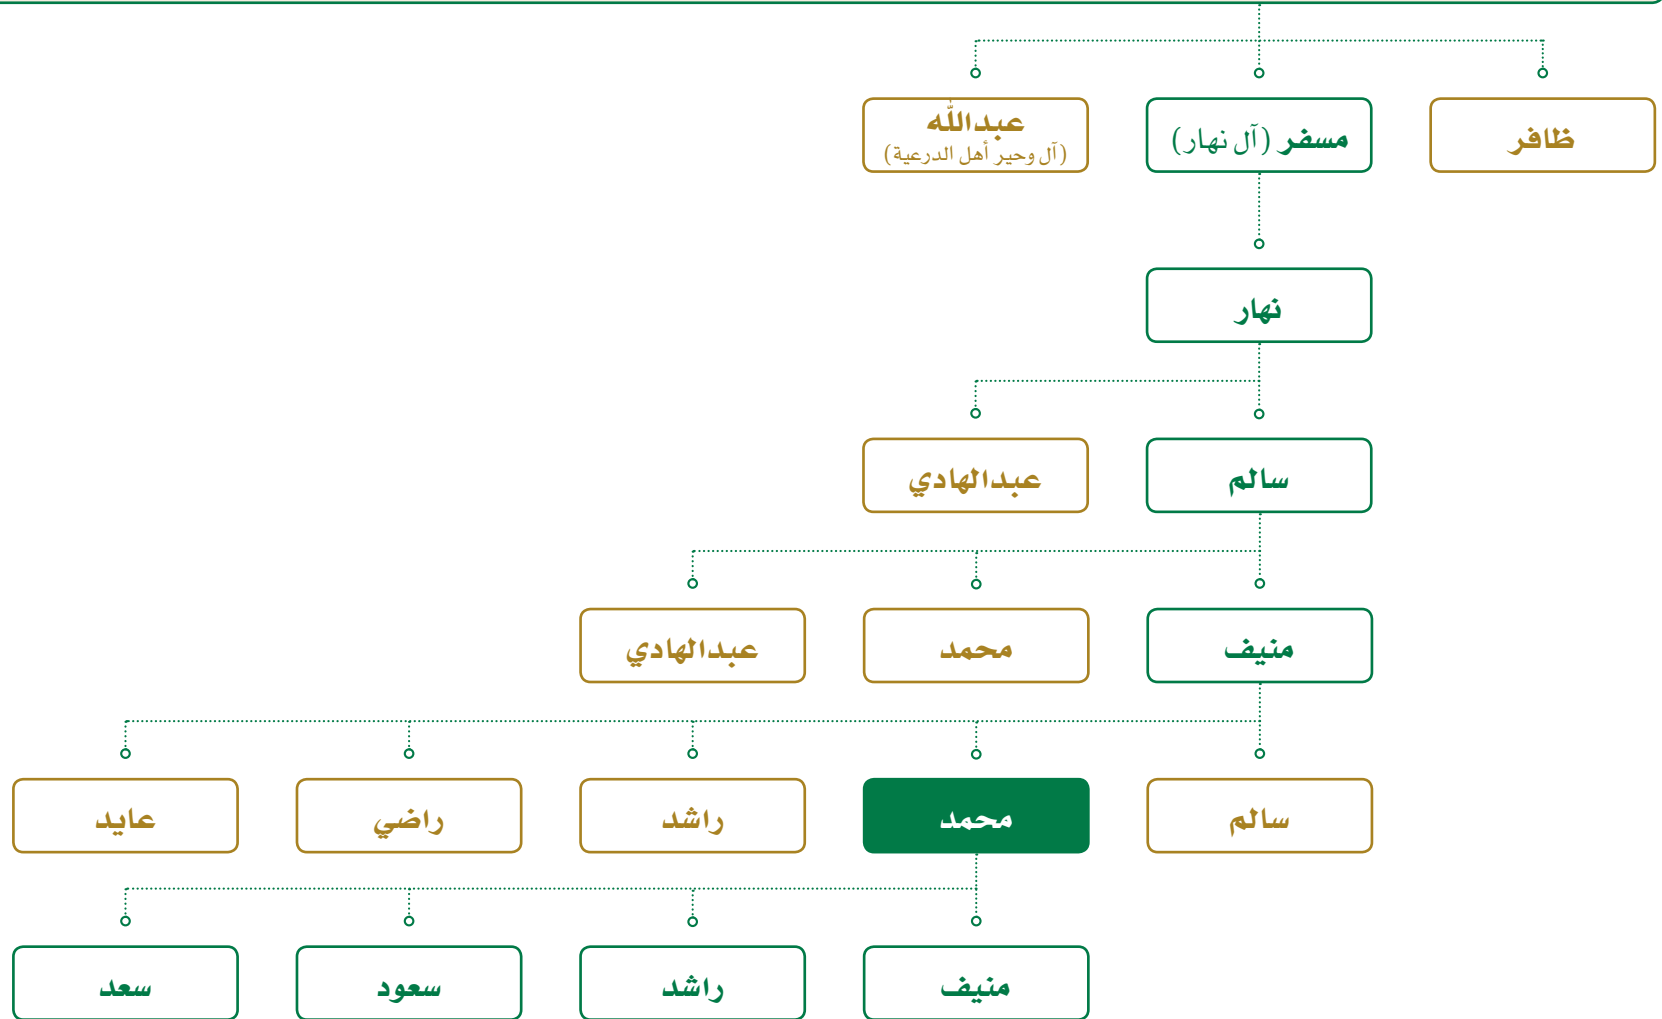 ظافر
مسفر (آل نهار)
عبدالله
(آل وحير أهل الدرعية)
نهار
سالم
عبدالهادي
منيف
محمد
عبدالهادي
سالم
محمد
راشد
راضي
عايد
منيف
راشد
سعود
سعد